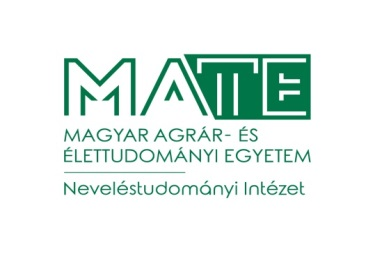 MATE
MAGYAR AGRÁR- ÉS
ÉLETTUDOMÁNYI EGYETEM
Neveléstudományi Intézet